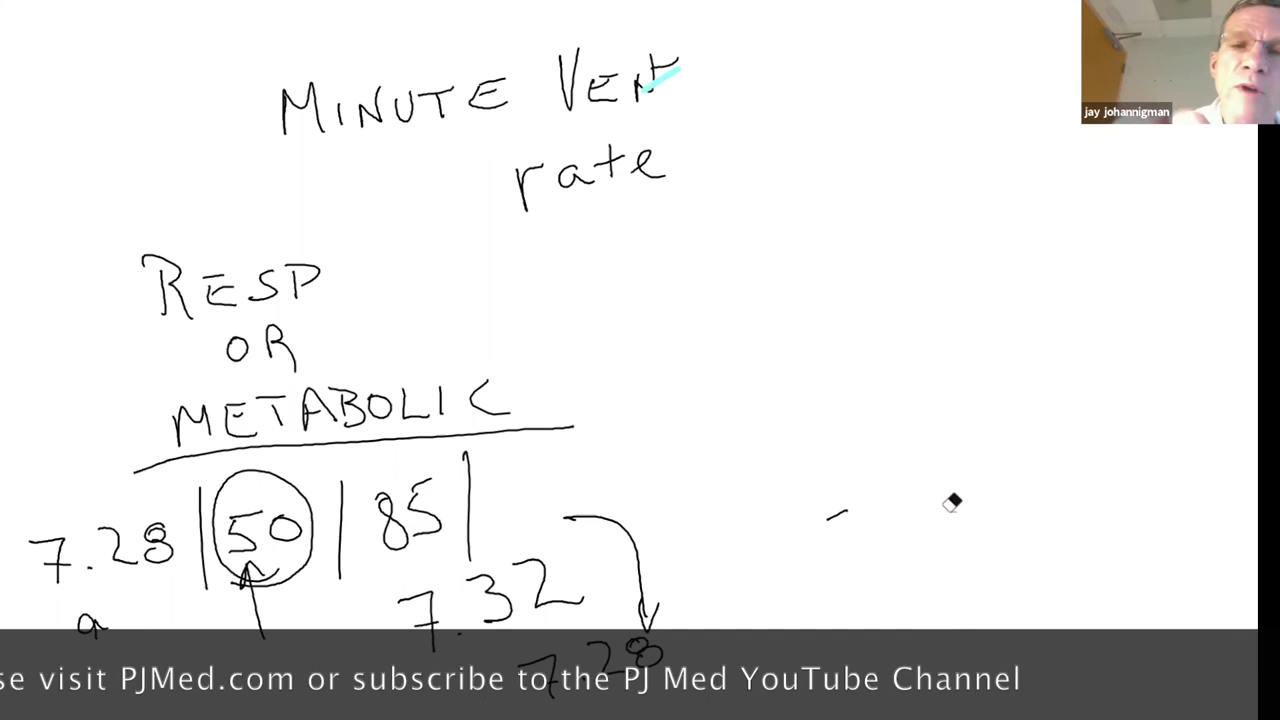 MINUTE Vent
rate
jay johannigman
RESP
OR
METABOLIC
7.28 | 50 | 85 |
7.32
a
7.28
se visit PJMed.com or subscribe to the PJ Med YouTube Channel